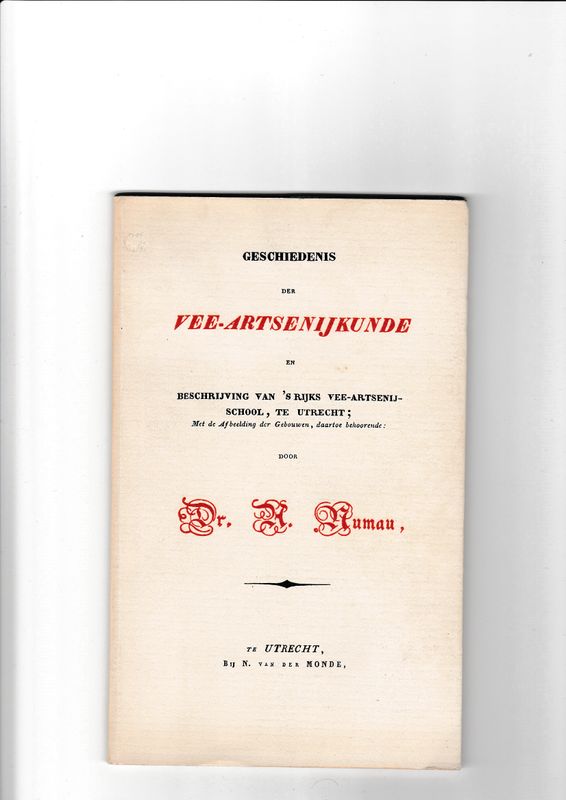 GESCHIEDENIS
DER
VEE-ARTSENIJKUNDE
EN
BESCHRIJVING VAN 'S RIJKS VEE-ARTSENIJ-
SCHOOL, TE UTRECHT;
Met de Afbeelding der Gebouwen, daartoe behoorende:
DOOR
Dr. A. Numan,
TE UTRECHT,
Bij N. VAN DER MONDE,